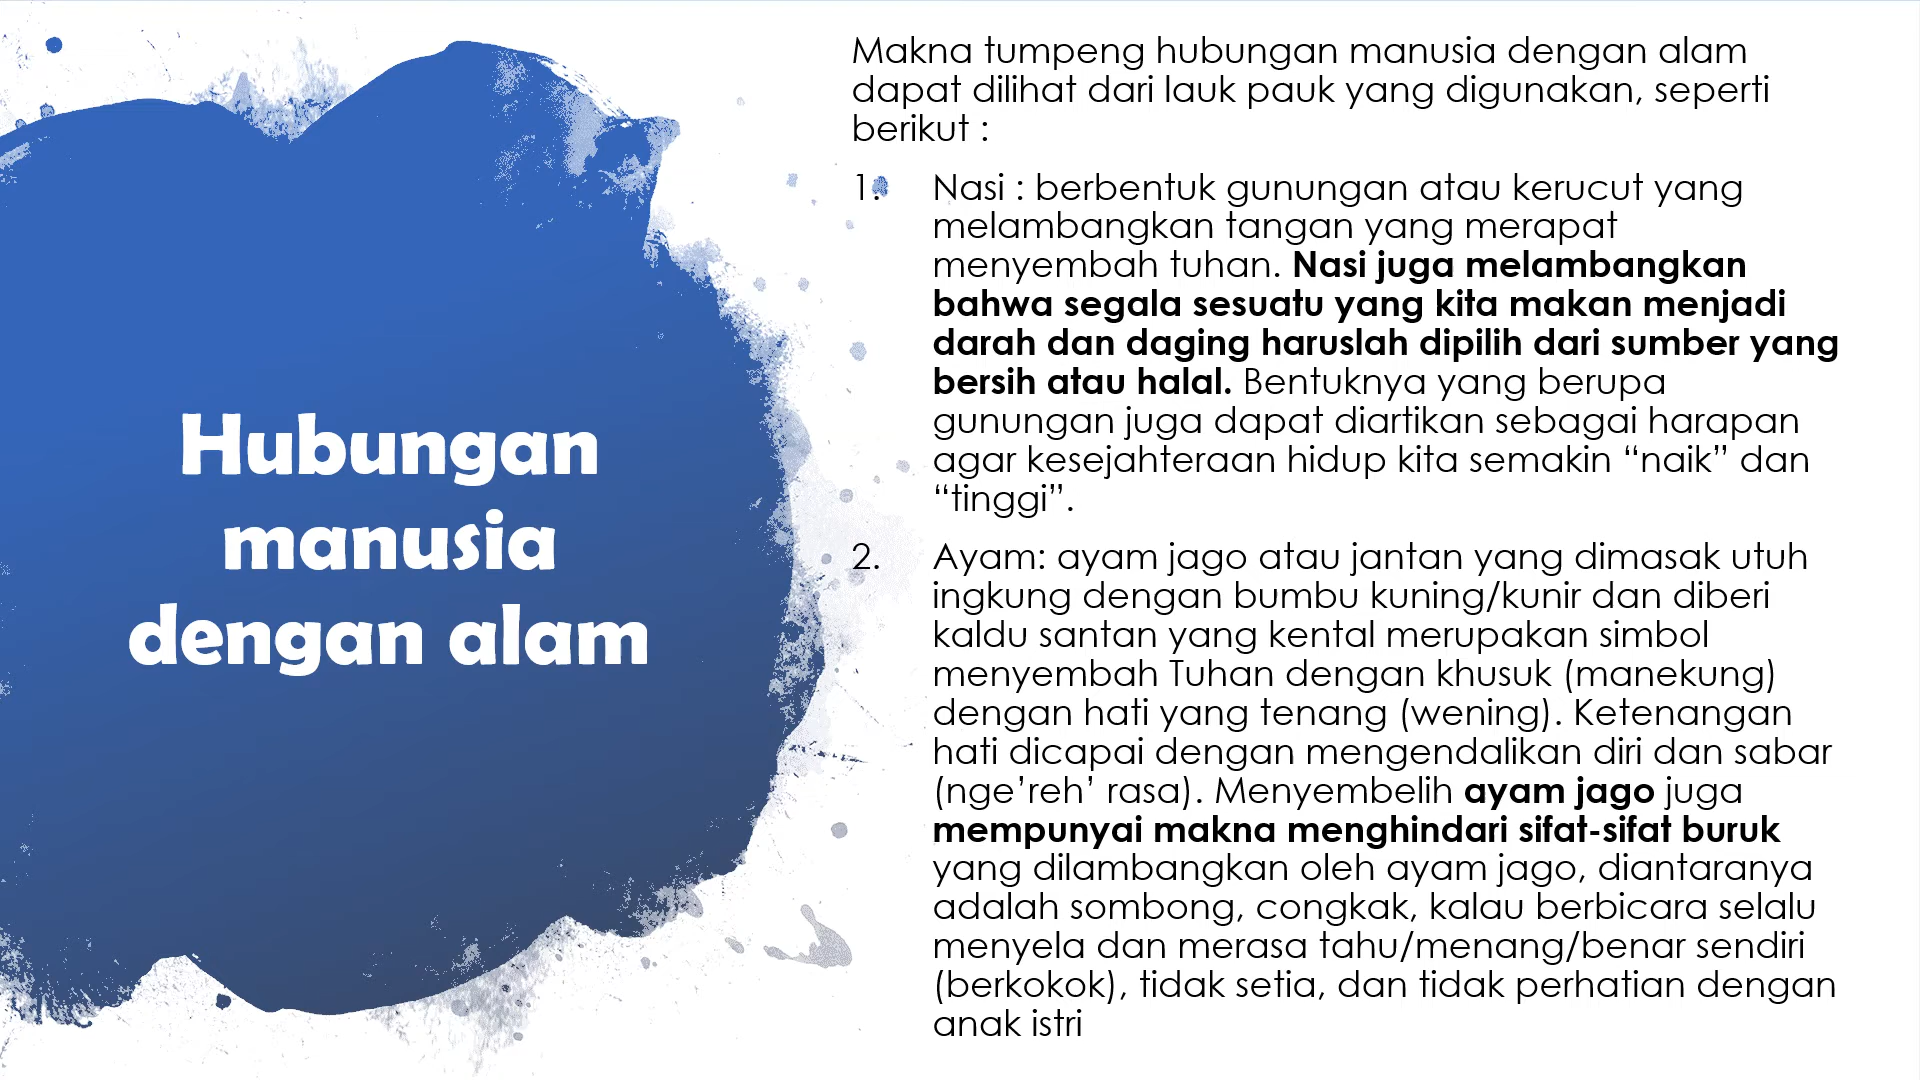 Hubungan
manusia
dengan alam
Makna tumpeng hubungan manusia dengan alam
dapat dilihat dari lauk pauk yang digunakan, seperti
berikut :
1. Nasi : berbentuk gunungan atau kerucut yang
melambangkan tangan yang merapat
menyembah tuhan. Nasi juga melambangkan
bahwa segala sesuatu yang kita makan menjadi
darah dan daging haruslah dipilih dari sumber yang
bersih atau halal. Bentuknya yang berupa
gunungan juga dapat diartikan sebagai harapan
agar kesejahteraan hidup kita semakin “naik” dan
“tinggi”.
2. Ayam: ayam jago atau jantan yang dimasak utuh
ingkung dengan bumbu kuning/kunir dan diberi
kaldu santan yang kental merupakan simbol
menyembah Tuhan dengan khusuk (manekung)
dengan hati yang tenang (wening). Ketenangan
hati dicapai dengan mengendalikan diri dan sabar
(nge’reh’ rasa). Menyembelih ayam jago juga
mempunyai makna menghindari sifat-sifat buruk
yang dilambangkan oleh ayam jago, diantaranya
adalah sombong, congkak, kalau berbicara selalu
menyela dan merasa tahu/menang/benar sendiri
(berkokok), tidak setia, dan tidak perhatian dengan
anak istri